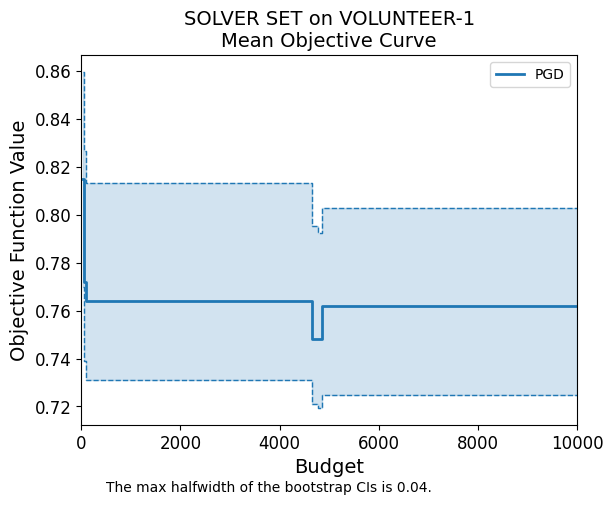 SOLVER SET on VOLUNTEER-1
Mean Objective Curve
PGD
Objective Function Value
0.86
0.84
0.82
0.80
0.78
0.76
0.74
0.72
0
2000
4000
6000
8000
10000
Budget
The max halfwidth of the bootstrap CIs is 0.04.